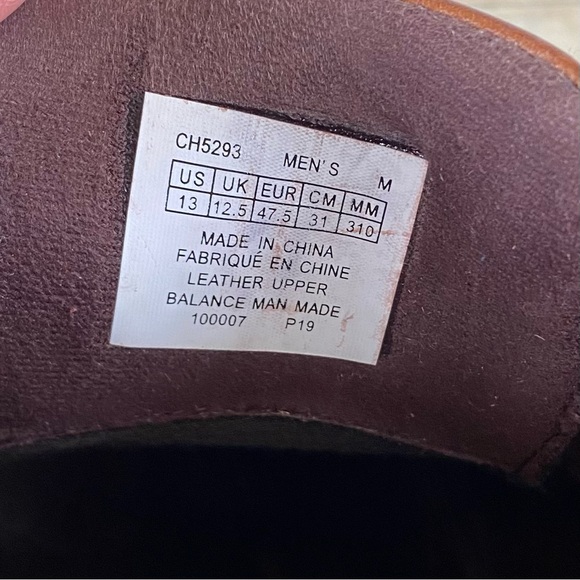 CH5293 MEN'S M
US UK EUR CM MM
13 12.5 47.5 31 310
MADE IN CHINA
FABRIQUÉ EN CHINE
LEATHER UPPER
BALANCE MAN MADE
100007 P19